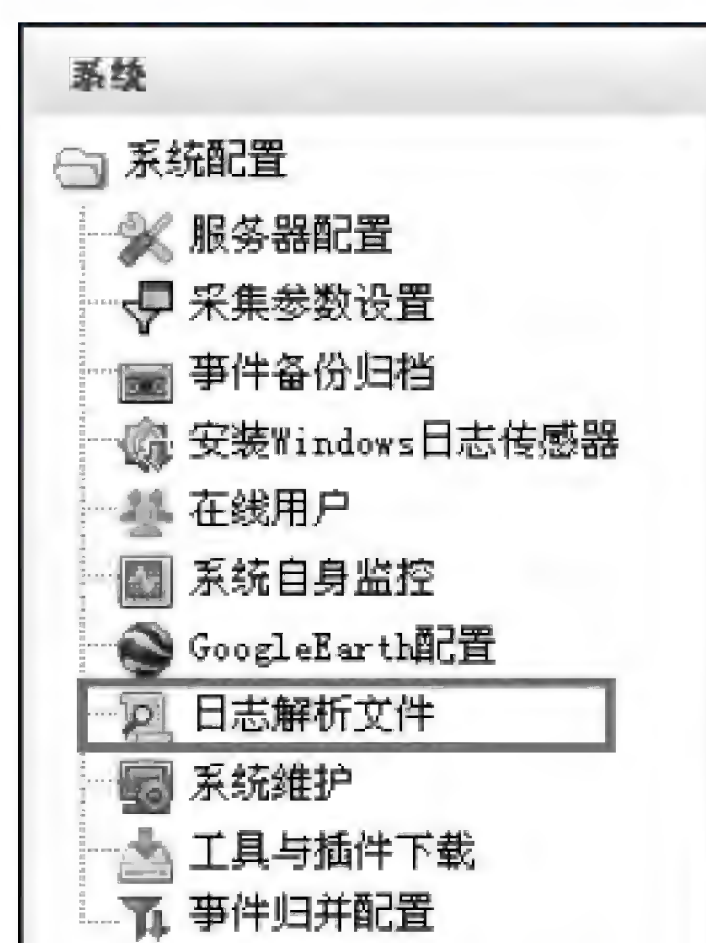 系统
系统配置
服务器配置
采集参数设置
事件备份归档
安装Windows日志传感器
在线用户
系统自身监控
GoogleEarth配置
日志解析文件
系统维护
工具与插件下载
事件归并配置